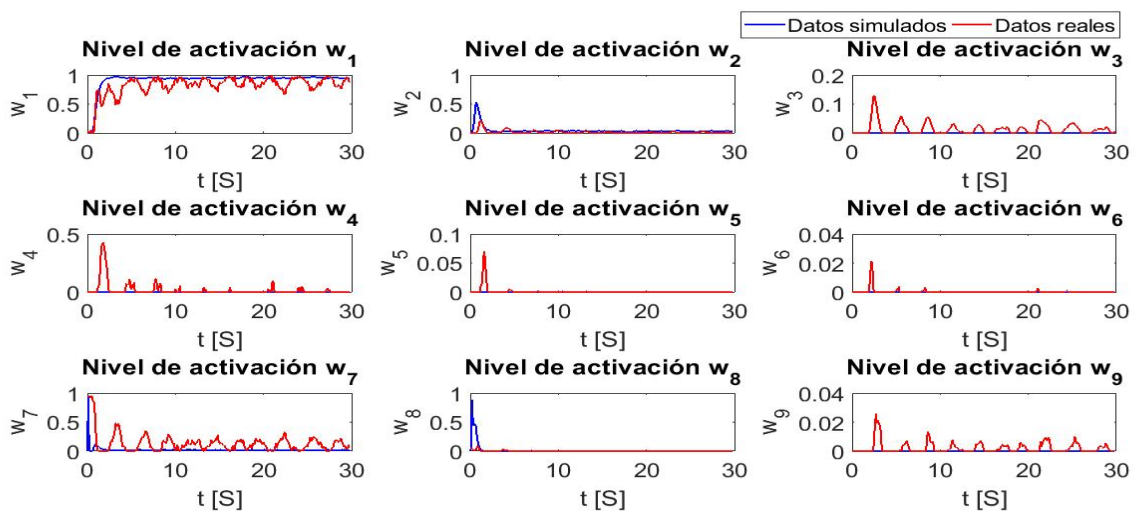 Datos simulados Datos reales
Nivel de activación w1
w1
1
0.5
0
0 10 20 30
t [S]
Nivel de activación w2
w2
1
0.5
0
0 10 20 30
t [S]
Nivel de activación w3
w3
0.2
0.1
0
0 10 20 30
t [S]
Nivel de activación w4
w4
0.5
0
0 10 20 30
t [S]
Nivel de activación w5
w5
0.1
0.05
0
0 10 20 30
t [S]
Nivel de activación w6
w6
0.04
0.02
0
0 10 20 30
t [S]
Nivel de activación w7
w7
1
0.5
0
0 10 20 30
t [S]
Nivel de activación w8
w8
1
0.5
0
0 10 20 30
t [S]
Nivel de activación w9
w9
0.04
0.02
0
0 10 20 30
t [S]